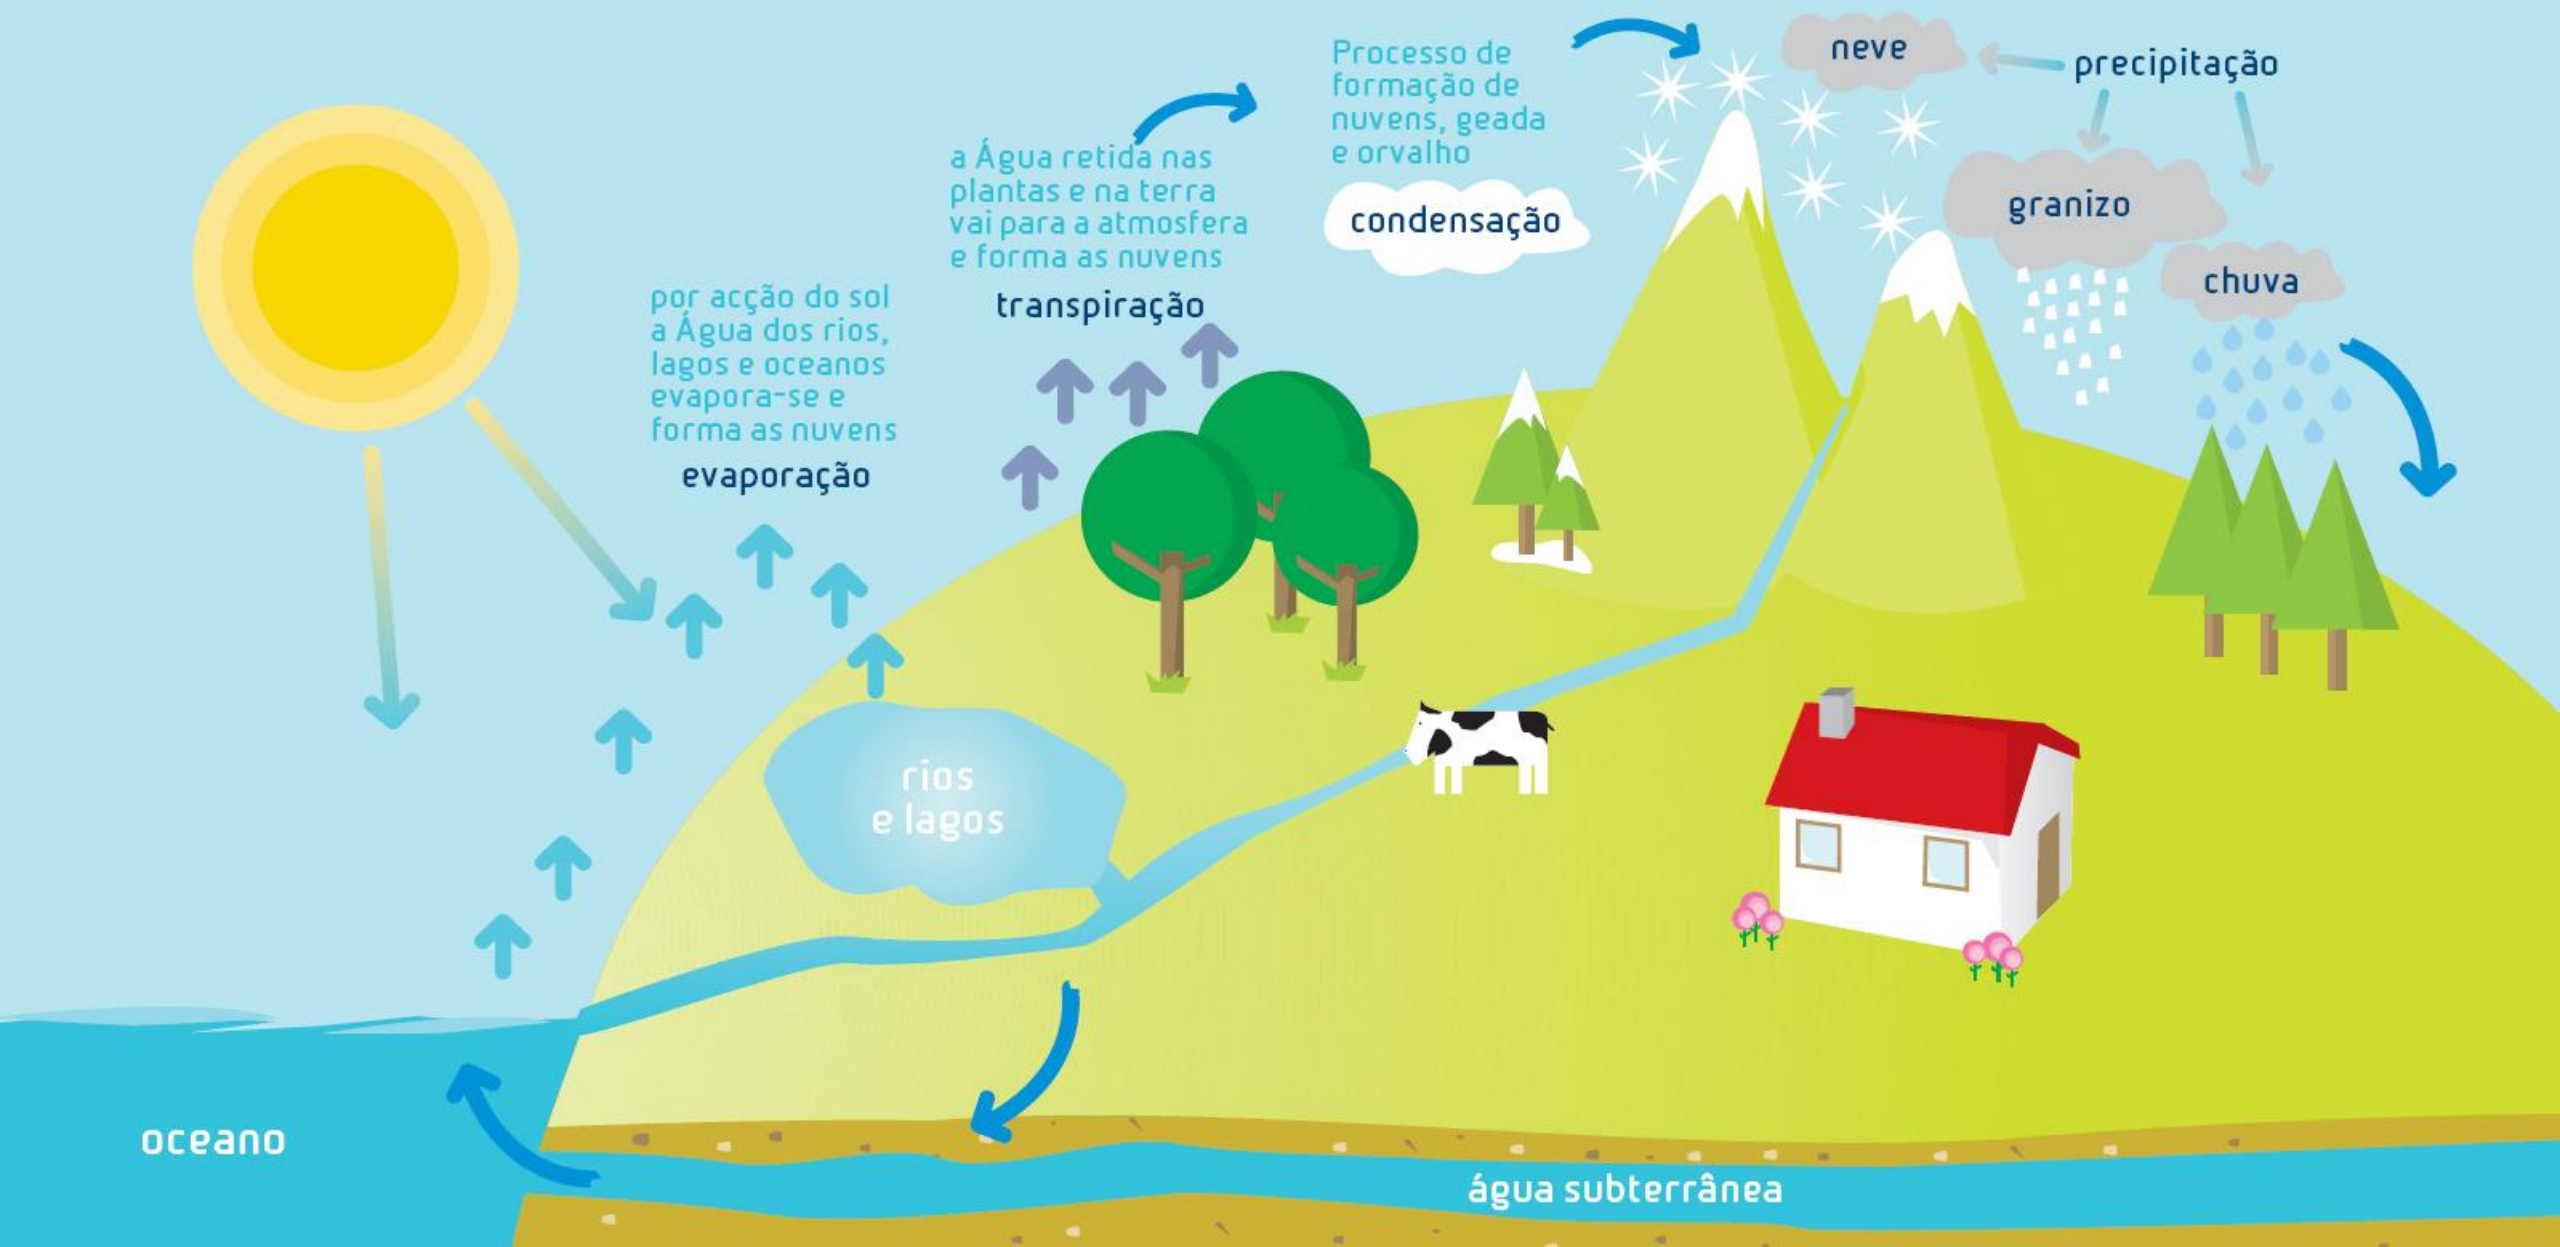 Processo de
formação de
nuvens, geada
e orvalho
condensação
neve
precipitação
granizo
chuva
a Água retida nas
plantas e na terra
vai para a atmosfera
e forma as nuvens
transpiração
por acção do sol
a Água dos rios,
lagos e oceanos
evapora-se e
forma as nuvens
evaporação
rios
e lagos
oceano
água subterrânea